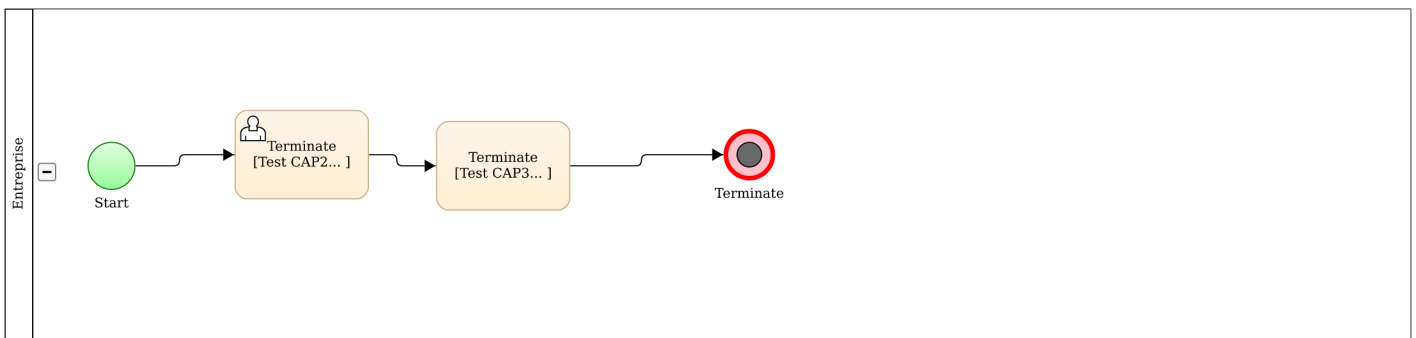 Entreprise
Start
Terminate
[Test CAP2... ]
Terminate
[Test CAP3... ]
Terminate